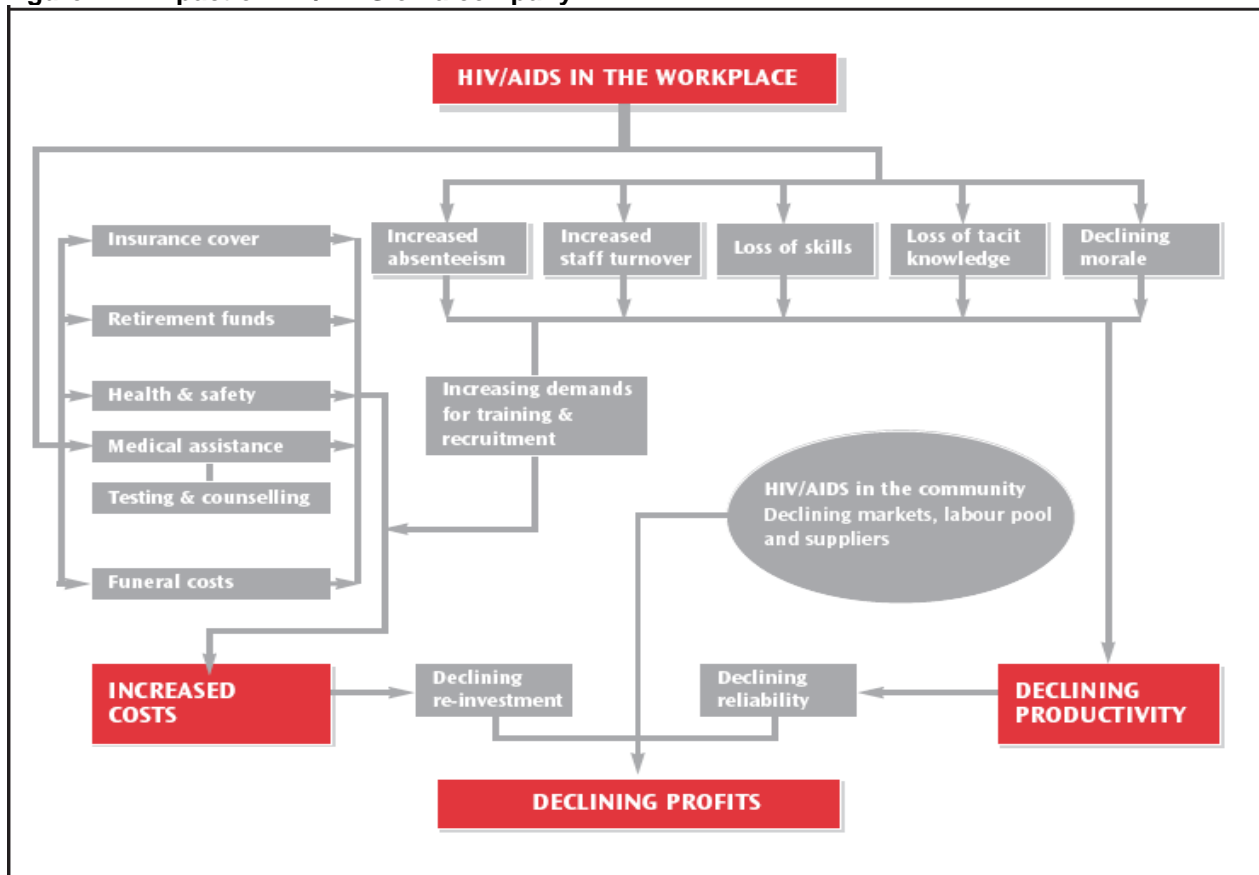 HIV/AIDS IN THE WORKPLACE
Insurance cover
Retirement funds
Health & safety
Medical assistance
Testing & counselling
Funeral costs
Increased
absenteeism
Increased
staff turnover
Loss of skills
Loss of tacit
knowledge
Declining
morale
Increasing demands
for training &
recruitment
HIV/AIDS in the community
Declining markets, labour pool
and suppliers
INCREASED
COSTS
Declining
re-investment
Declining
reliability
DECLINING
PRODUCTIVITY
DECLINING PROFITS